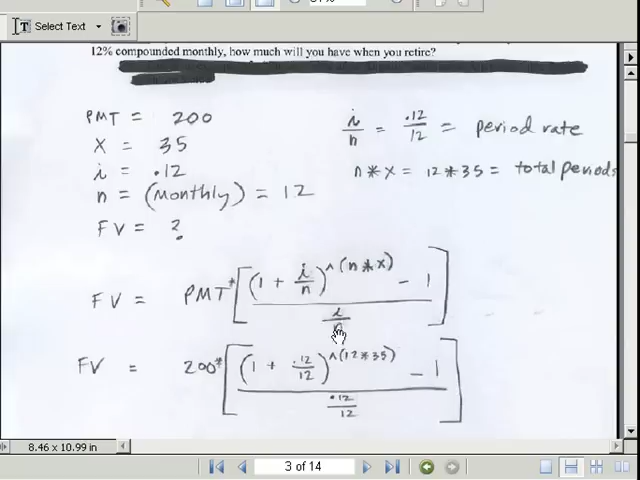 Select Text
12% compounded monthly, how much will you have when you retire?
PMT = 200
X = 35
i = .12
n = (Monthly) = 12
FV = ?
i/n = .12/12 = period rate
n*x = 12*35 = total periods
FV = PMT*[((1 + i/n)^(n*x) - 1)/(i/n)]
FV = 200*[((1 + .12/12)^(12*35) - 1)/(.12/12)]
8.46 x 10.99 in
3 of 14